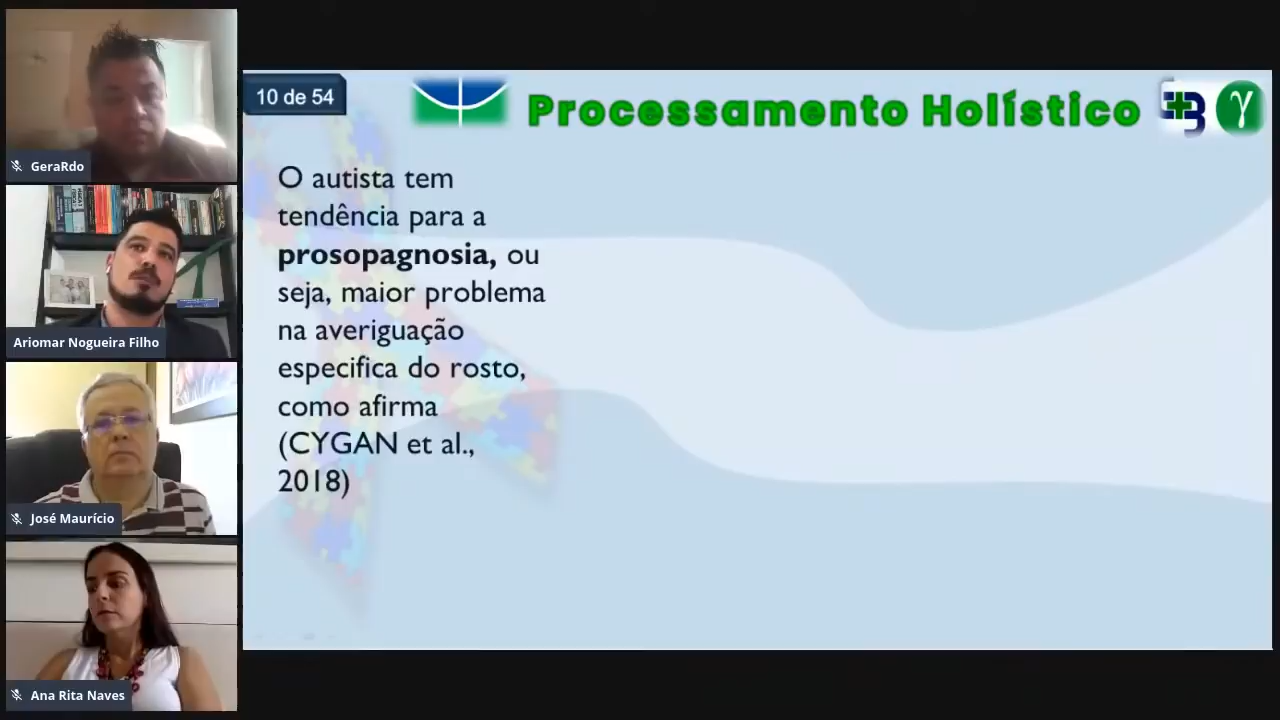 GeraRdo
Ariomar Nogueira Filho
José Maurício
Ana Rita Naves
10 de 54
Processamento Holístico
O autista tem
tendência para a
prosopagnosia, ou
seja, maior problema
na averiguação
especifica do rosto,
como afirma
(CYGAN et al.,
2018)